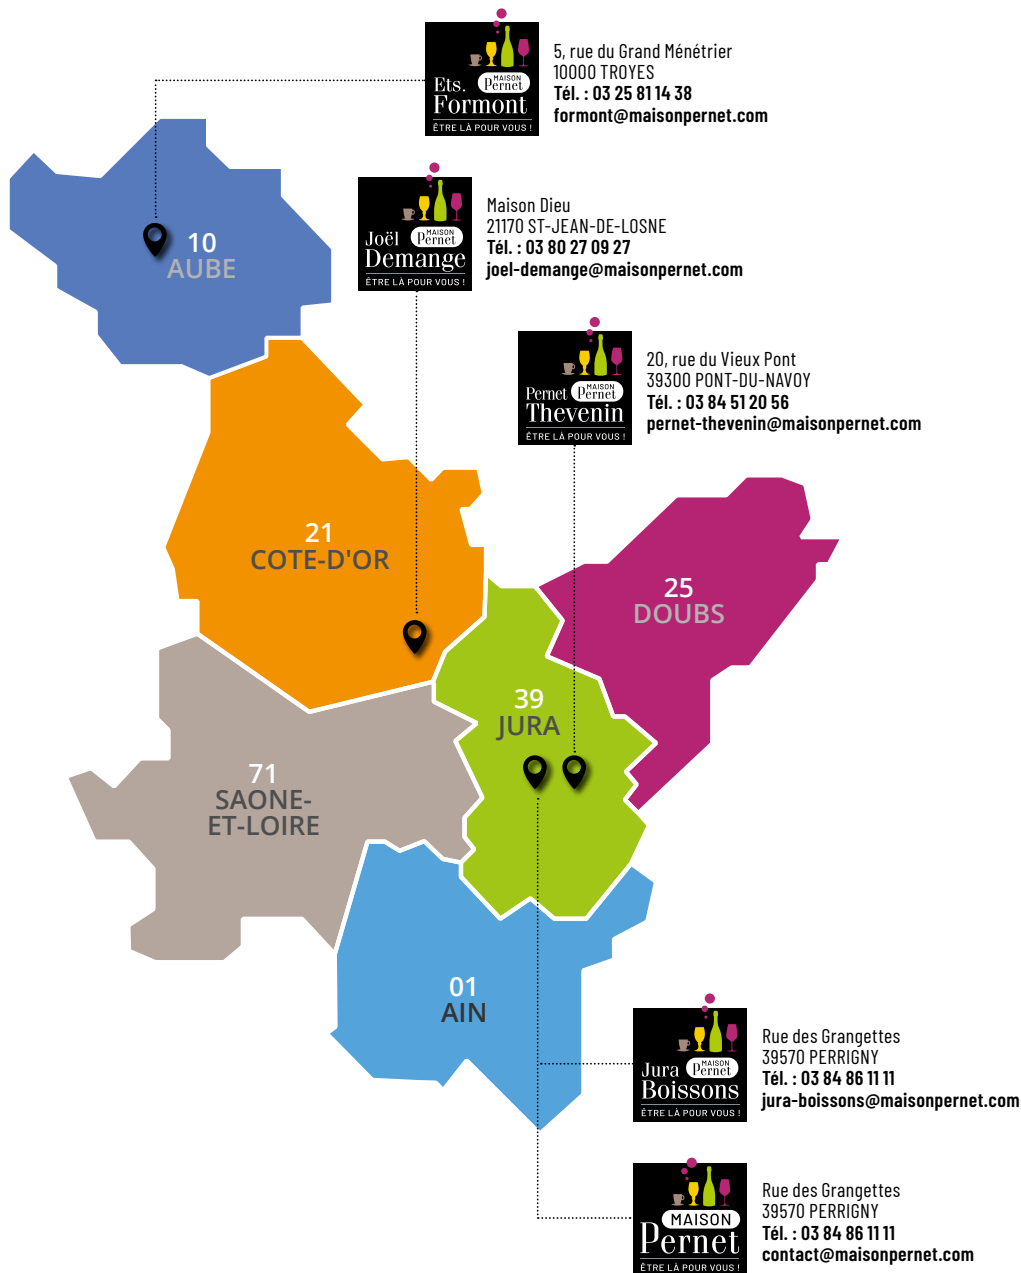 Ets.
MAISON
Pernet
Formont
ÊTRE LÀ POUR VOUS !
5, rue du Grand Ménétrier
10000 TROYES
Tél. : 03 25 81 14 38
formont@maisonpernet.com
Joël
MAISON
Pernet
Demange
ÊTRE LÀ POUR VOUS !
Maison Dieu
21170 ST-JEAN-DE-LOSNE
Tél. : 03 80 27 09 27
joel-demange@maisonpernet.com
10
AUBE
Pernet
MAISON
Pernet
Thevenin
ÊTRE LÀ POUR VOUS !
20, rue du Vieux Pont
39300 PONT-DU-NAVOY
Tél. : 03 84 51 20 56
pernet-thevenin@maisonpernet.com
21
COTE-D'OR
25
DOUBS
39
JURA
71
SAONE-
ET-LOIRE
01
AIN
Jura
MAISON
Pernet
Boissons
ÊTRE LÀ POUR VOUS !
Rue des Grangettes
39570 PERRIGNY
Tél. : 03 84 86 11 11
jura-boissons@maisonpernet.com
MAISON
Pernet
ÊTRE LÀ POUR VOUS !
Rue des Grangettes
39570 PERRIGNY
Tél. : 03 84 86 11 11
contact@maisonpernet.com